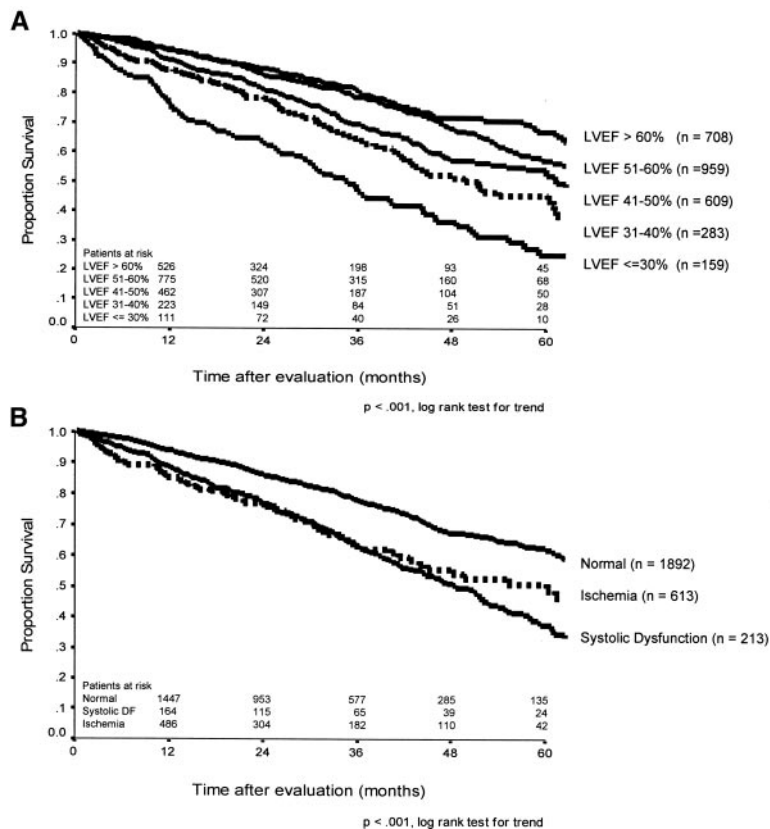 A
1.0
.9
.8
.7
.6
.5
.4
.3
.2
.1
.0
Proportion Survival
LVEF > 60% (n = 708)
LVEF 51-60% (n =959)
LVEF 41-50% (n = 609)
LVEF 31-40% (n = 283)
LVEF <=30% (n =159)
Patients at risk
LVEF > 60% 526 324 198 93 45
LVEF 51-60% 775 520 315 160 68
LVEF 41-50% 462 307 187 104 50
LVEF 31-40% 223 149 84 51 28
LVEF <= 30% 111 72 40 26 10
0 12 24 36 48 60
Time after evaluation (months)
p < .001, log rank test for trend
B
1.0
.9
.8
.7
.6
.5
.4
.3
.2
.1
0.0
Proportion Survival
Normal (n = 1892)
Ischemia (n = 613)
Systolic Dysfunction (n = 213)
Patients at risk
Normal 1447 953 577 285 135
Systolic DF 164 115 65 39 24
Ischemia 486 304 182 110 42
0 12 24 36 48 60
Time after evaluation (months)
p < .001, log rank test for trend